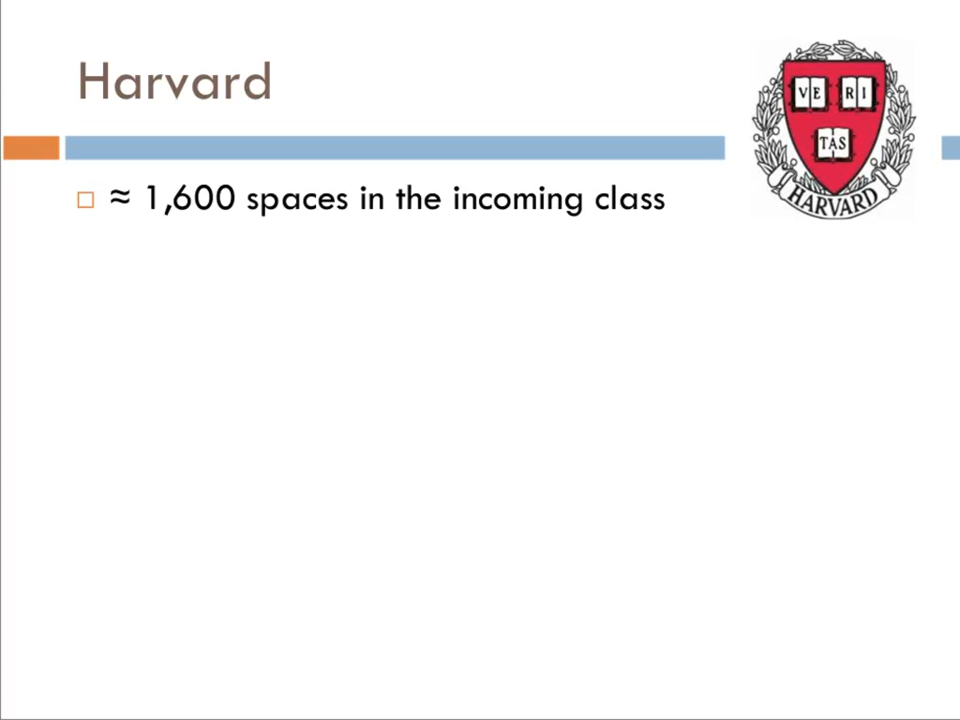 Harvard
≈ 1,600 spaces in the incoming class
VE RI
TAS
HARVARD